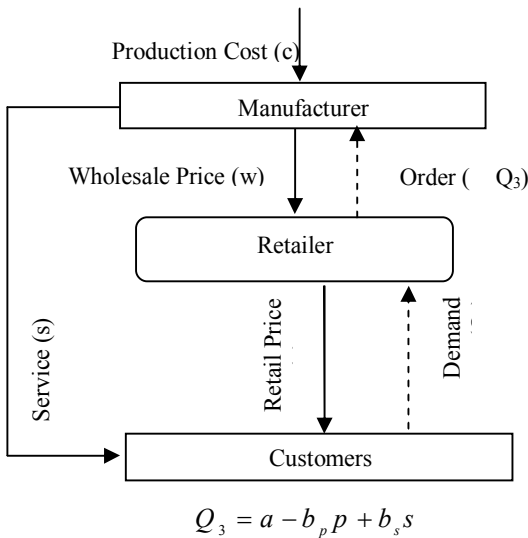 Production Cost (c)
Manufacturer
Wholesale Price (w)
Order ( Q₃)
Retailer
Service (s)
Retail Price
Demand
Customers
Q₃ = a − bₚ p + bₛ s